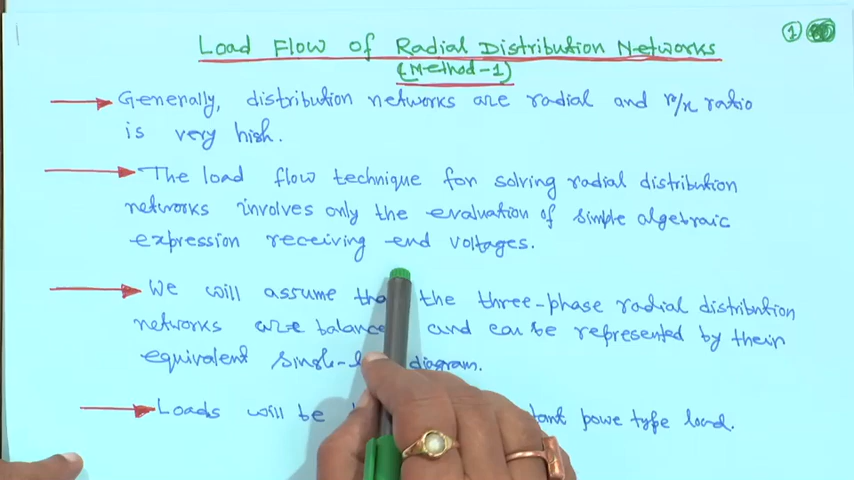 Load Flow of Radial Distribution Networks
(Method-1)
1
Generally, distribution networks are radial and r/x ratio
is very high.
The load flow technique for solving radial distribution
networks involves only the evaluation of simple algebraic
expression receiving end voltages.
We will assume the three-phase radial distribution
networks are balance and can be represented by their
equivalent diagram.
Loads will be powe type load.